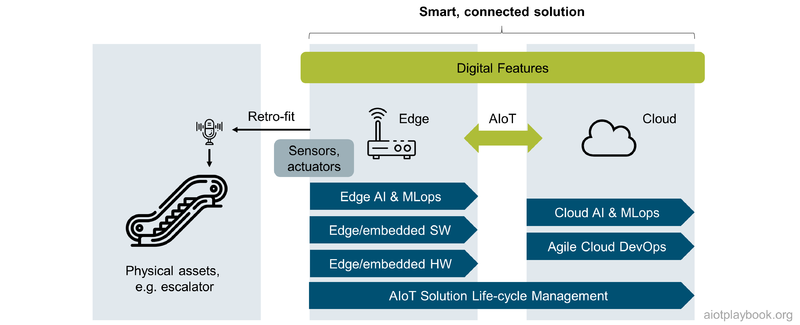 Smart, connected solution
Digital Features
Retro-fit
Edge
AIoT
Cloud
Sensors,
actuators
Edge AI & MLops
Cloud AI & MLops
Edge/embedded SW
Agile Cloud DevOps
Edge/embedded HW
Physical assets,
e.g. escalator
AIoT Solution Life-cycle Management
aiotplaybook.org